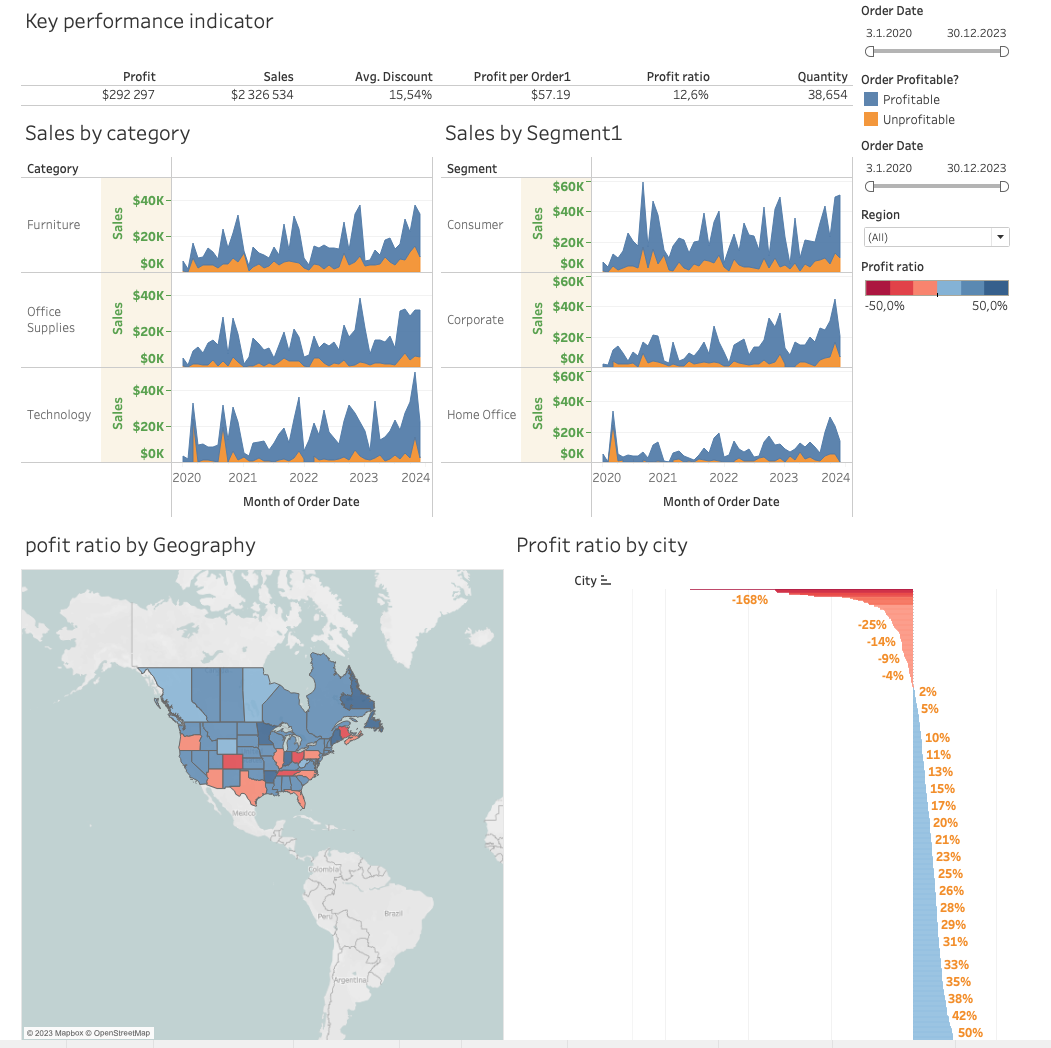 Key performance indicator
Order Date
3.1.2020 30.12.2023
Profit Sales Avg. Discount Profit per Order1 Profit ratio Quantity
$292 297 $2 326 534 15,54% $57.19 12,6% 38,654
Order Profitable?
Profitable
Unprofitable
Order Date
3.1.2020 30.12.2023
Region
(All)
Profit ratio
-50,0% 50,0%
Sales by category
Category
Furniture
Sales
$40K
$20K
$0K
Office
Supplies
Sales
$40K
$20K
$0K
Technology
Sales
$40K
$20K
$0K
2020 2021 2022 2023 2024
Month of Order Date
Sales by Segment1
Segment
Consumer
Sales
$60K
$40K
$20K
$0K
Corporate
Sales
$60K
$40K
$20K
$0K
Home Office
Sales
$60K
$40K
$20K
$0K
2020 2021 2022 2023 2024
Month of Order Date
pofit ratio by Geography
Mexico
Colombia
Peru
Brazil
Argentina
© 2023 Mapbox © OpenStreetMap
Profit ratio by city
City
-168%
-25%
-14%
-9%
-4%
2%
5%
10%
11%
13%
15%
17%
20%
21%
23%
25%
26%
28%
29%
31%
33%
35%
38%
42%
50%